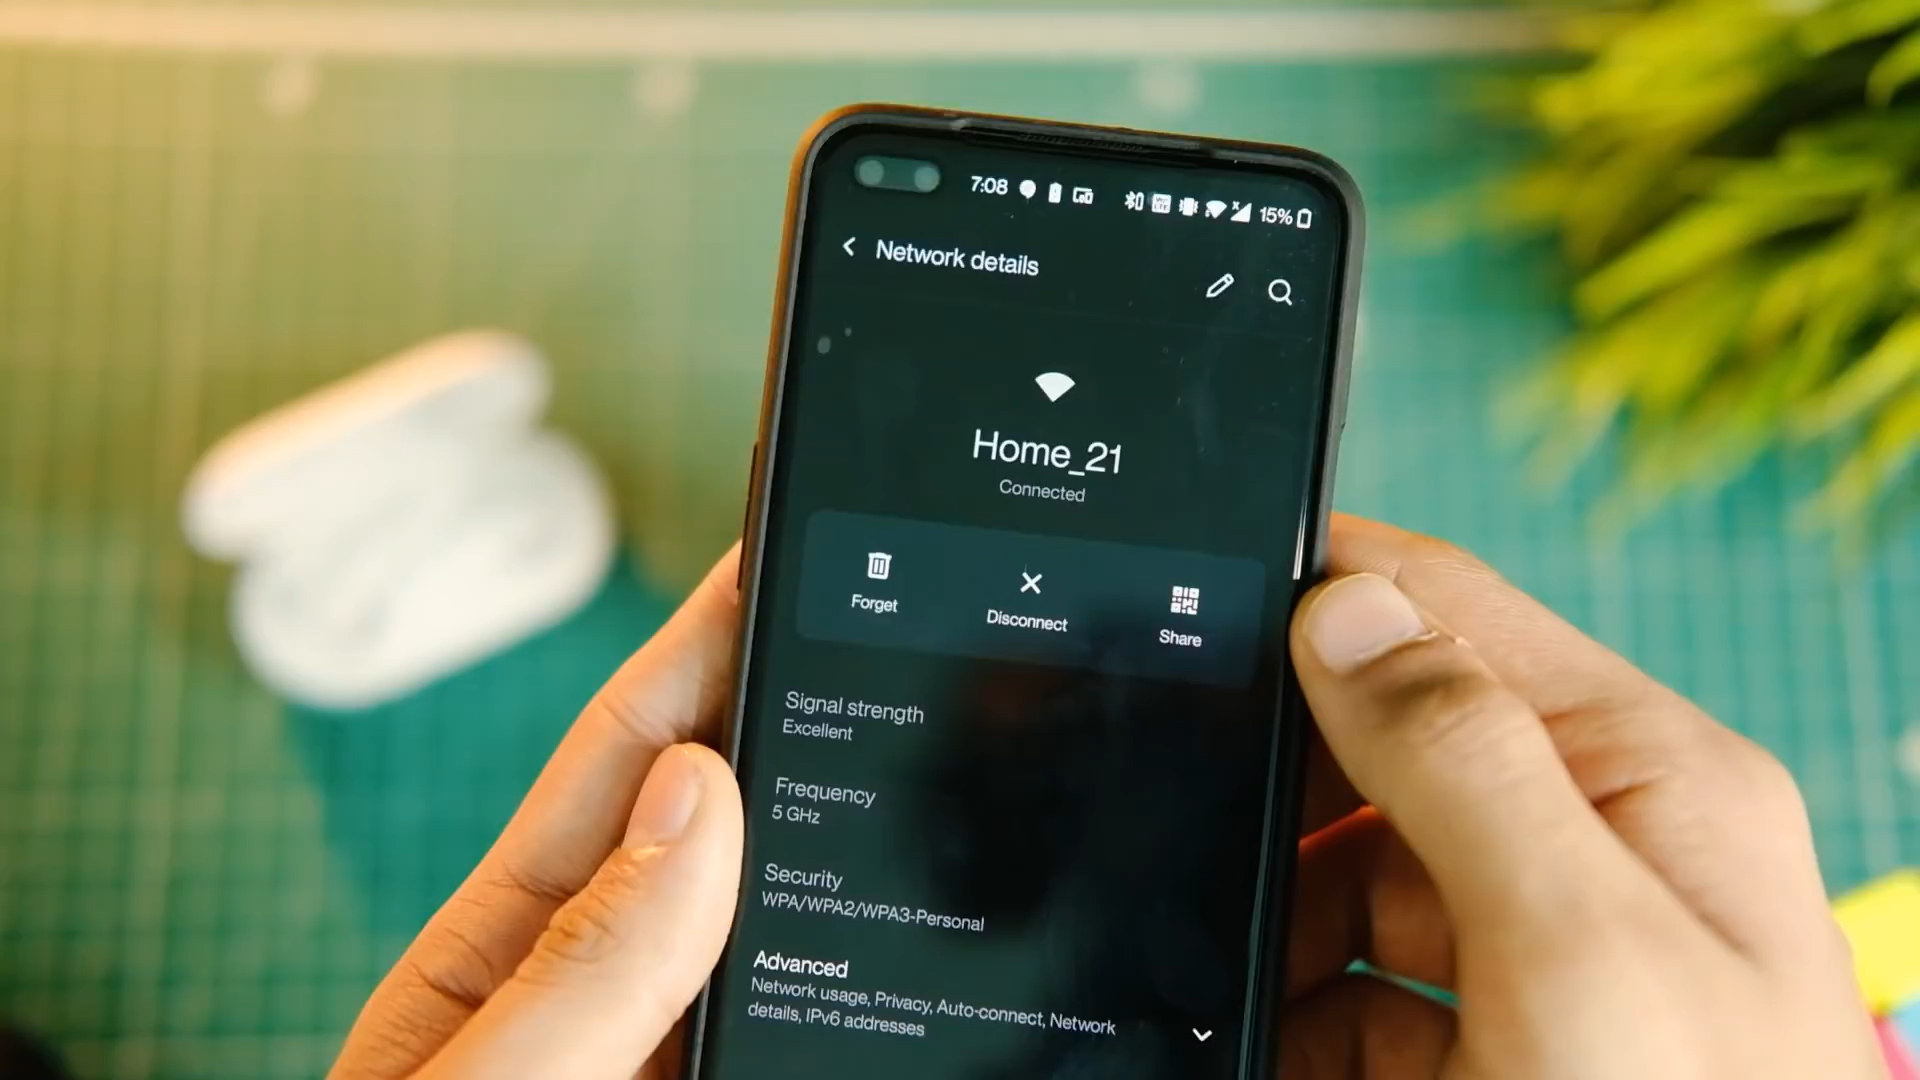 7:08 15%
Network details
Home_21
Connected
Forget
Disconnect
Share
Signal strength
Excellent
Frequency
5 GHz
Security
WPA/WPA2/WPA3-Personal
Advanced
Network usage, Privacy, Auto-connect, Network
details, IPv6 addresses